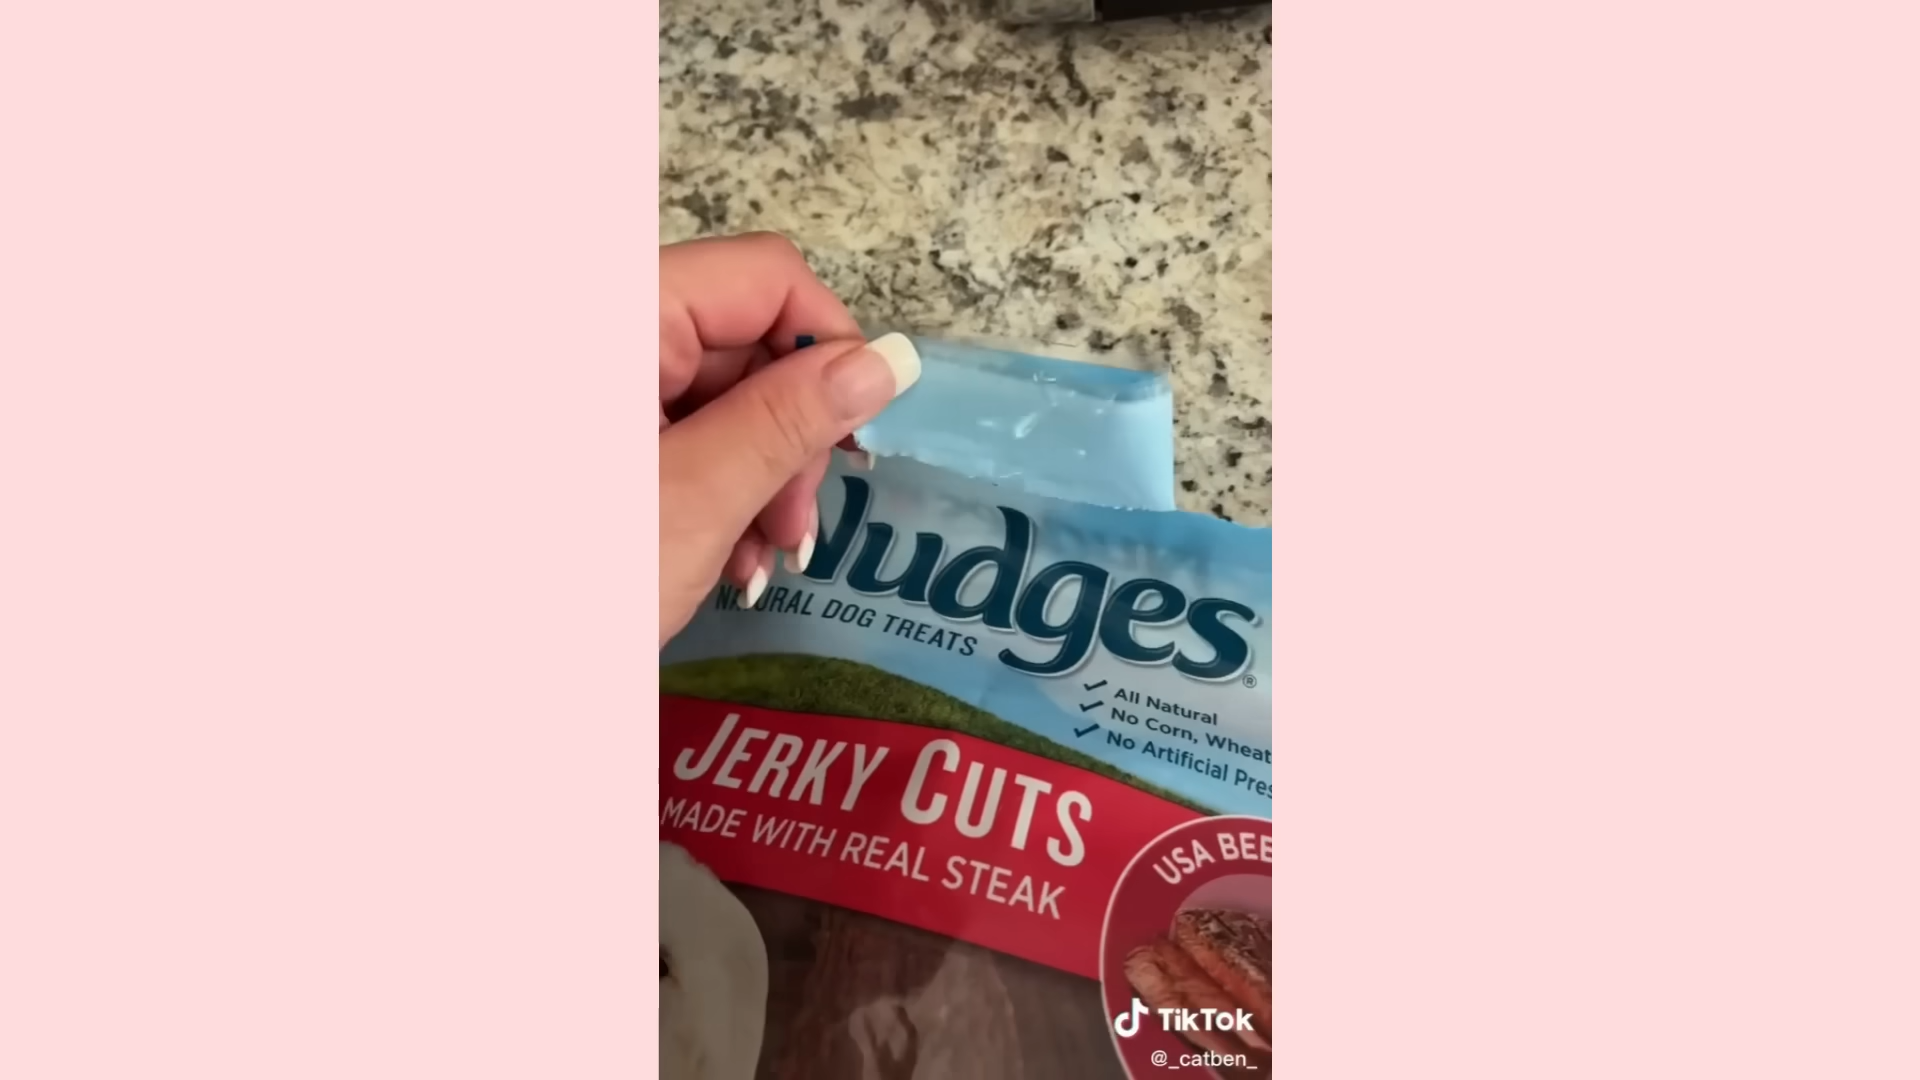 Nudges®
NATURAL DOG TREATS
All Natural
No Corn, Wheat
No Artificial Pres
JERKY CUTS
MADE WITH REAL STEAK
USA BEE
TikTok
@_catben_